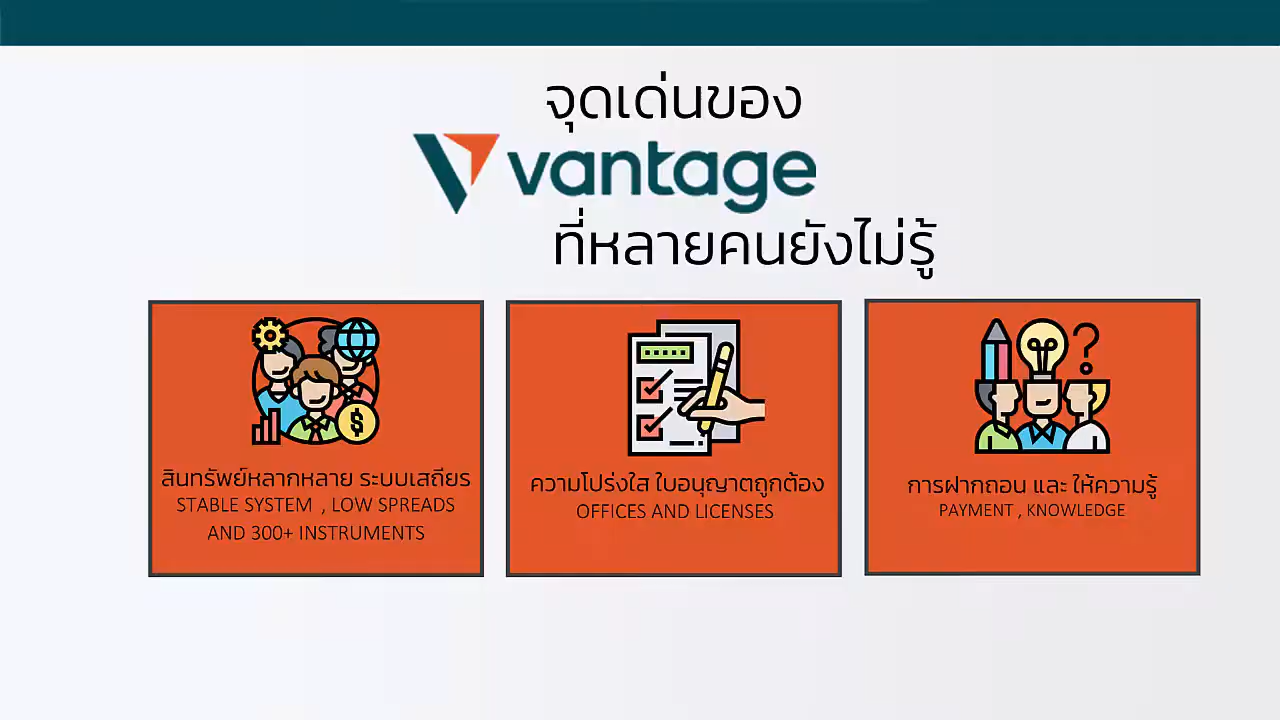 จุดเด่นของ
vantage
ที่หลายคนยังไม่รู้
สินทรัพย์หลากหลาย ระบบเสถียร
STABLE SYSTEM , LOW SPREADS
AND 300+ INSTRUMENTS
ความโปร่งใส ใบอนุญาตถูกต้อง
OFFICES AND LICENSES
การฝากถอน และ ให้ความรู้
PAYMENT , KNOWLEDGE